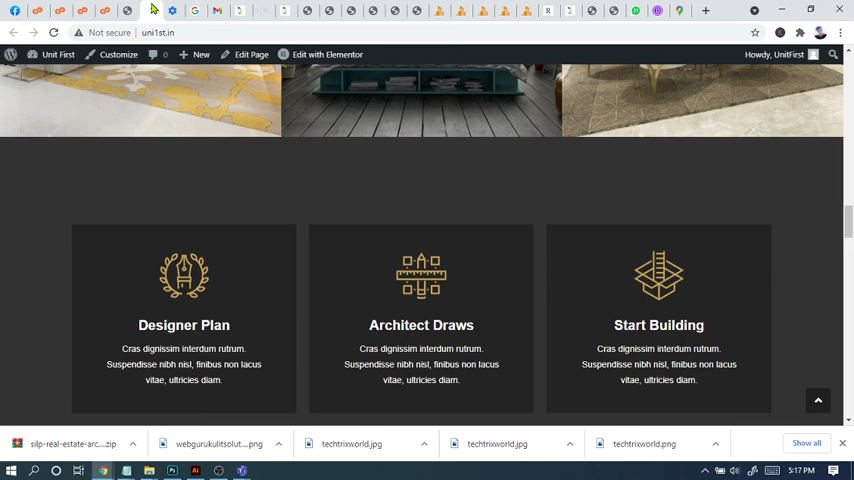 Not secure
uni1st.in
Unit First
Customize
0
New
Edit Page
Edit with Elementor
Howdy, UnitFirst
Designer Plan
Cras dignissim interdum rutrum.
Suspendisse nibh nisl, finibus non lacus
vitae, ultricies diam.
Architect Draws
Cras dignissim interdum rutrum.
Suspendisse nibh nisl, finibus non lacus
vitae, ultricies diam.
Start Building
Cras dignissim interdum rutrum.
Suspendisse nibh nisl, finibus non lacus
vitae, ultricies diam.
silp-real-estate-arc....zip
webgurukulitsolut....png
techtrixworld.jpg
techtrixworld.jpg
techtrixworld.png
Show all
5:17 PM